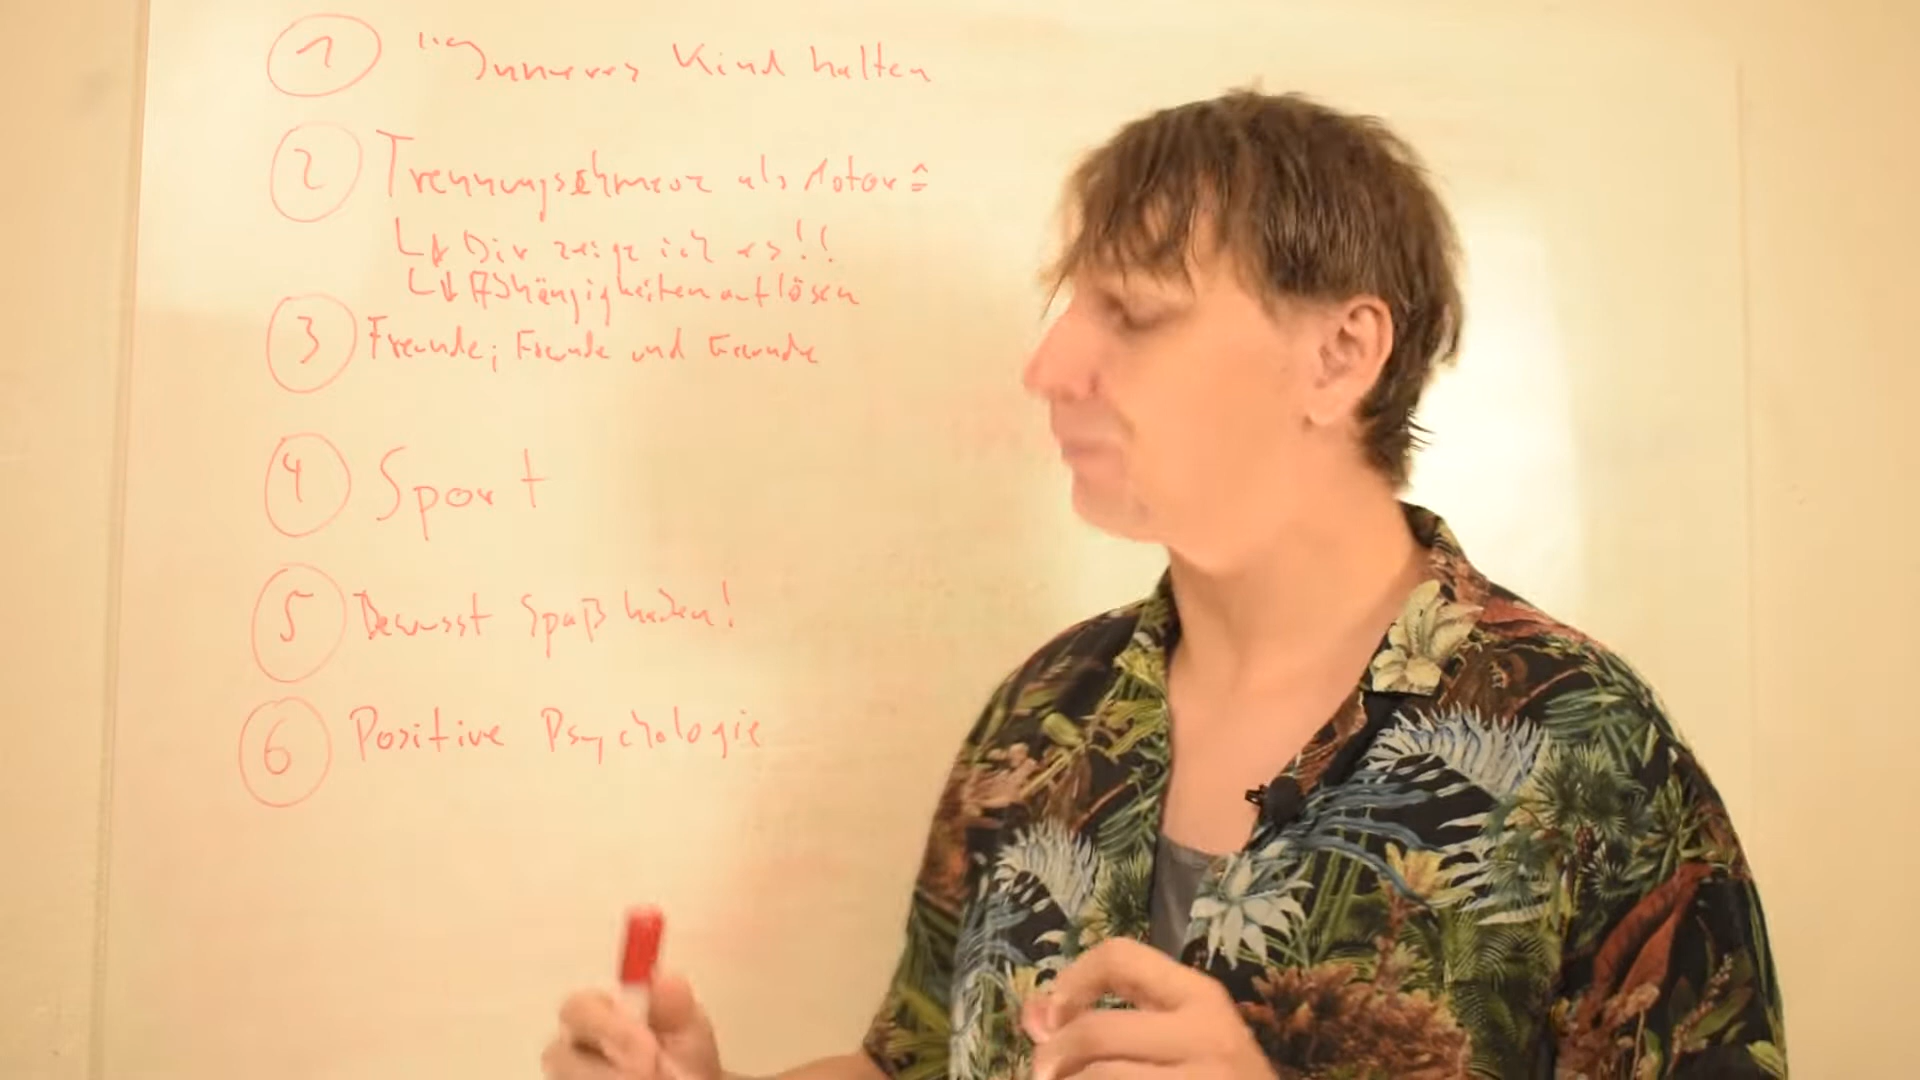 1 Inneres Kind halten
2 Trennungschmerz als Motor
↳ Dir zeige ich es!!
↳ Abhängigkeiten auflösen
3 Freunde; Freunde und Freunde
4 Sport
5 Bewusst Spaß haben!
6 Positive Psychologie